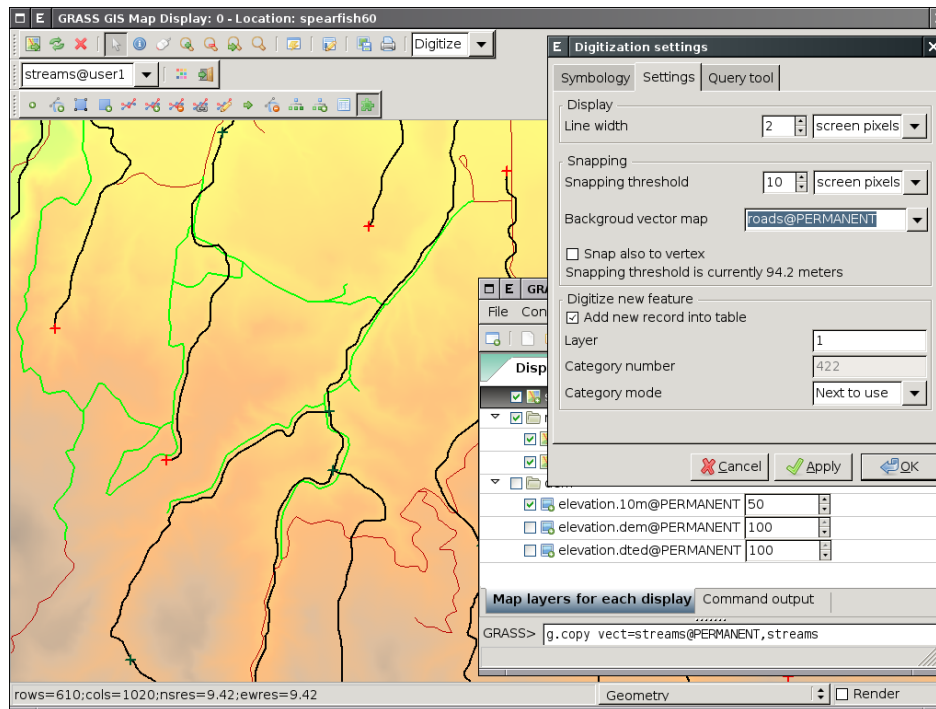 GRASS GIS Map Display: 0 - Location: spearfish60
Digitize
streams@user1
E Digitization settings
Symbology Settings Query tool
Display
Line width 2 screen pixels
Snapping
Snapping threshold 10 screen pixels
Backgroud vector map roads@PERMANENT
Snap also to vertex
Snapping threshold is currently 94.2 meters
Digitize new feature
Add new record into table
Layer 1
Category number 422
Category mode Next to use
Cancel Apply OK
File
elevation.10m@PERMANENT 50
elevation.dem@PERMANENT 100
elevation.dted@PERMANENT 100
Map layers for each display Command output
GRASS> g.copy vect=streams@PERMANENT,streams
rows=610;cols=1020;nsres=9.42;ewres=9.42
Geometry
Render